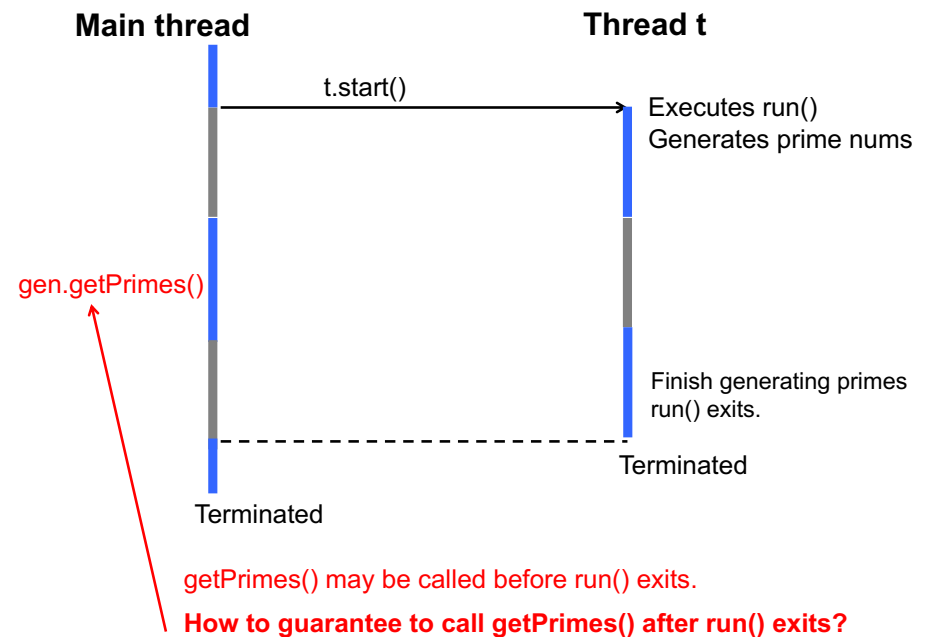 Main thread
Thread t
t.start()
Executes run()
Generates prime nums
gen.getPrimes()
Finish generating primes
run() exits.
Terminated
Terminated
getPrimes() may be called before run() exits.
How to guarantee to call getPrimes() after run() exits?